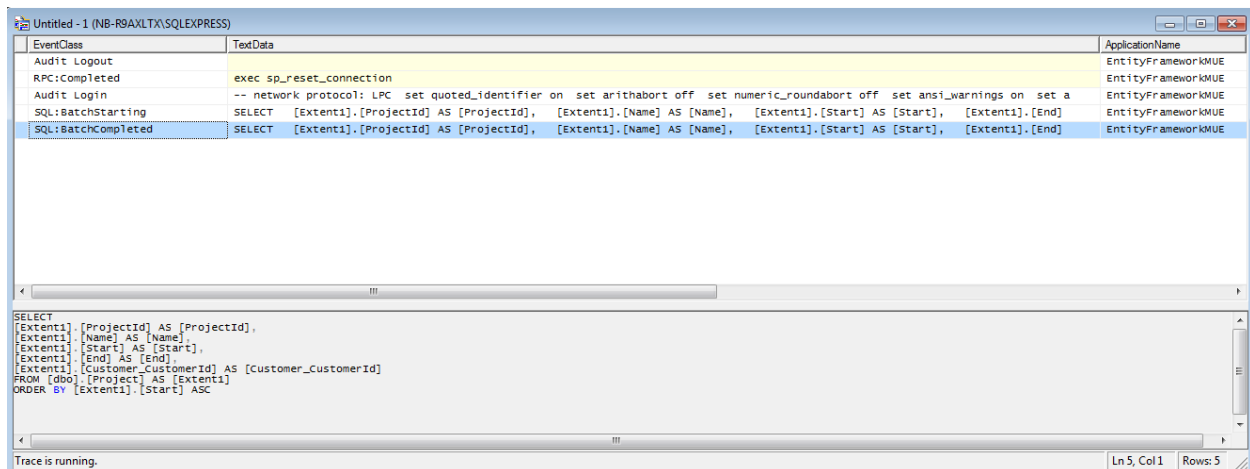 Untitled - 1 (NB-R9AXLTX\SQLEXPRESS)
EventClass TextData ApplicationName
Audit Logout EntityFrameworkMUE
RPC:Completed exec sp_reset_connection EntityFrameworkMUE
Audit Login -- network protocol: LPC set quoted_identifier on set arithabort off set numeric_roundabort off set ansi_warnings on set a EntityFrameworkMUE
SQL:BatchStarting SELECT [Extent1].[ProjectId] AS [ProjectId], [Extent1].[Name] AS [Name], [Extent1].[Start] AS [Start], [Extent1].[End] EntityFrameworkMUE
SQL:BatchCompleted SELECT [Extent1].[ProjectId] AS [ProjectId], [Extent1].[Name] AS [Name], [Extent1].[Start] AS [Start], [Extent1].[End] EntityFrameworkMUE
SELECT
[Extent1].[ProjectId] AS [ProjectId],
[Extent1].[Name] AS [Name],
[Extent1].[Start] AS [Start],
[Extent1].[End] AS [End],
[Extent1].[Customer_CustomerId] AS [Customer_CustomerId]
FROM [dbo].[Project] AS [Extent1]
ORDER BY [Extent1].[Start] ASC
Trace is running. Ln 5, Col 1 Rows: 5